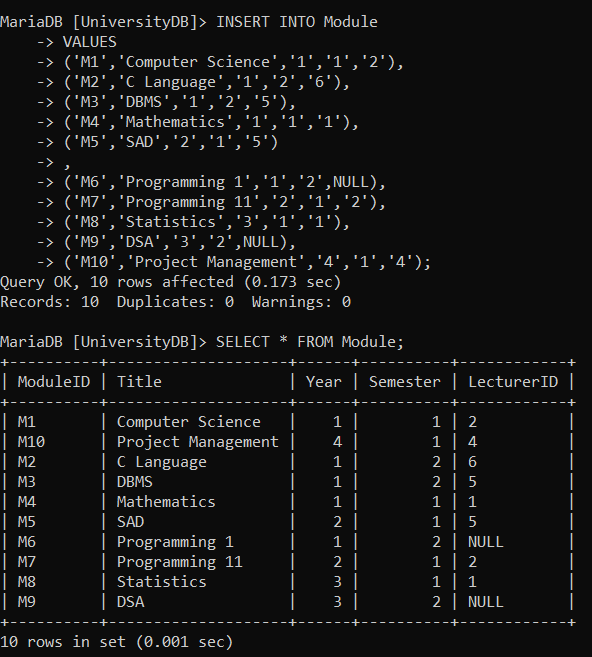 MariaDB [UniversityDB]> INSERT INTO Module
    -> VALUES
    -> ('M1','Computer Science','1','1','2'),
    -> ('M2','C Language','1','2','6'),
    -> ('M3','DBMS','1','2','5'),
    -> ('M4','Mathematics','1','1','1'),
    -> ('M5','SAD','2','1','5')
    -> ,
    -> ('M6','Programming 1','1','2',NULL),
    -> ('M7','Programming 11','2','1','2'),
    -> ('M8','Statistics','3','1','1'),
    -> ('M9','DSA','3','2',NULL),
    -> ('M10','Project Management','4','1','4');
Query OK, 10 rows affected (0.173 sec)
Records: 10  Duplicates: 0  Warnings: 0

MariaDB [UniversityDB]> SELECT * FROM Module;
+----------+--------------------+------+----------+------------+
| ModuleID | Title              | Year | Semester | LecturerID |
+----------+--------------------+------+----------+------------+
| M1       | Computer Science   |    1 |        1 | 2          |
| M10      | Project Management |    4 |        1 | 4          |
| M2       | C Language         |    1 |        2 | 6          |
| M3       | DBMS               |    1 |        2 | 5          |
| M4       | Mathematics        |    1 |        1 | 1          |
| M5       | SAD                |    2 |        1 | 5          |
| M6       | Programming 1      |    1 |        2 | NULL       |
| M7       | Programming 11     |    2 |        1 | 2          |
| M8       | Statistics         |    3 |        1 | 1          |
| M9       | DSA                |    3 |        2 | NULL       |
+----------+--------------------+------+----------+------------+
10 rows in set (0.001 sec)